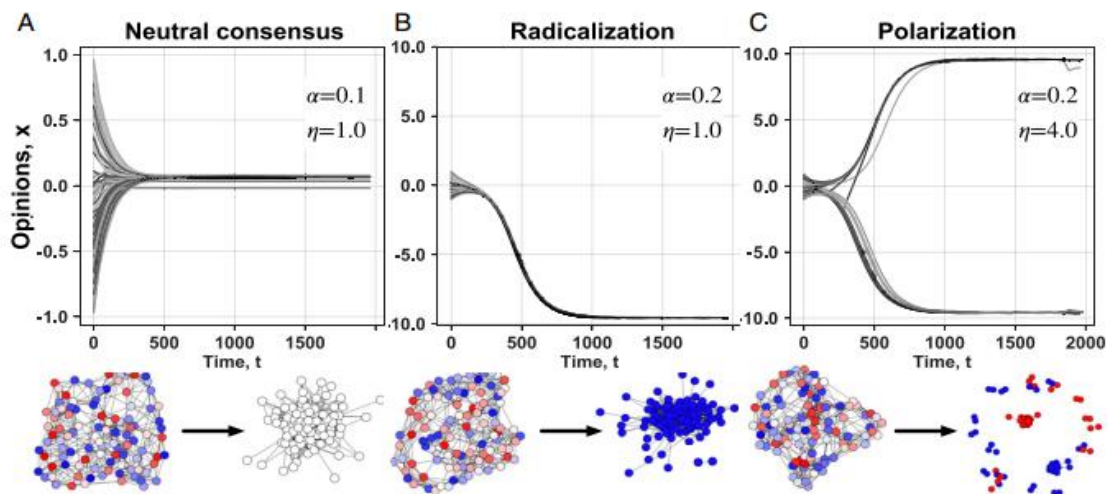 A
Neutral consensus
1.0
0.5
0.0
-0.5
-1.0
Opinions, x
α=0.1
η=1.0
0 500 1000 1500
Time, t
B
Radicalization
10.0
5.0
0.0
-5.0
-10.0
α=0.2
η=1.0
0 500 1000 1500
Time, t
C
Polarization
10.0
5.0
0.0
-5.0
-10.0
α=0.2
η=4.0
0 500 1000 1500 2000
Time, t